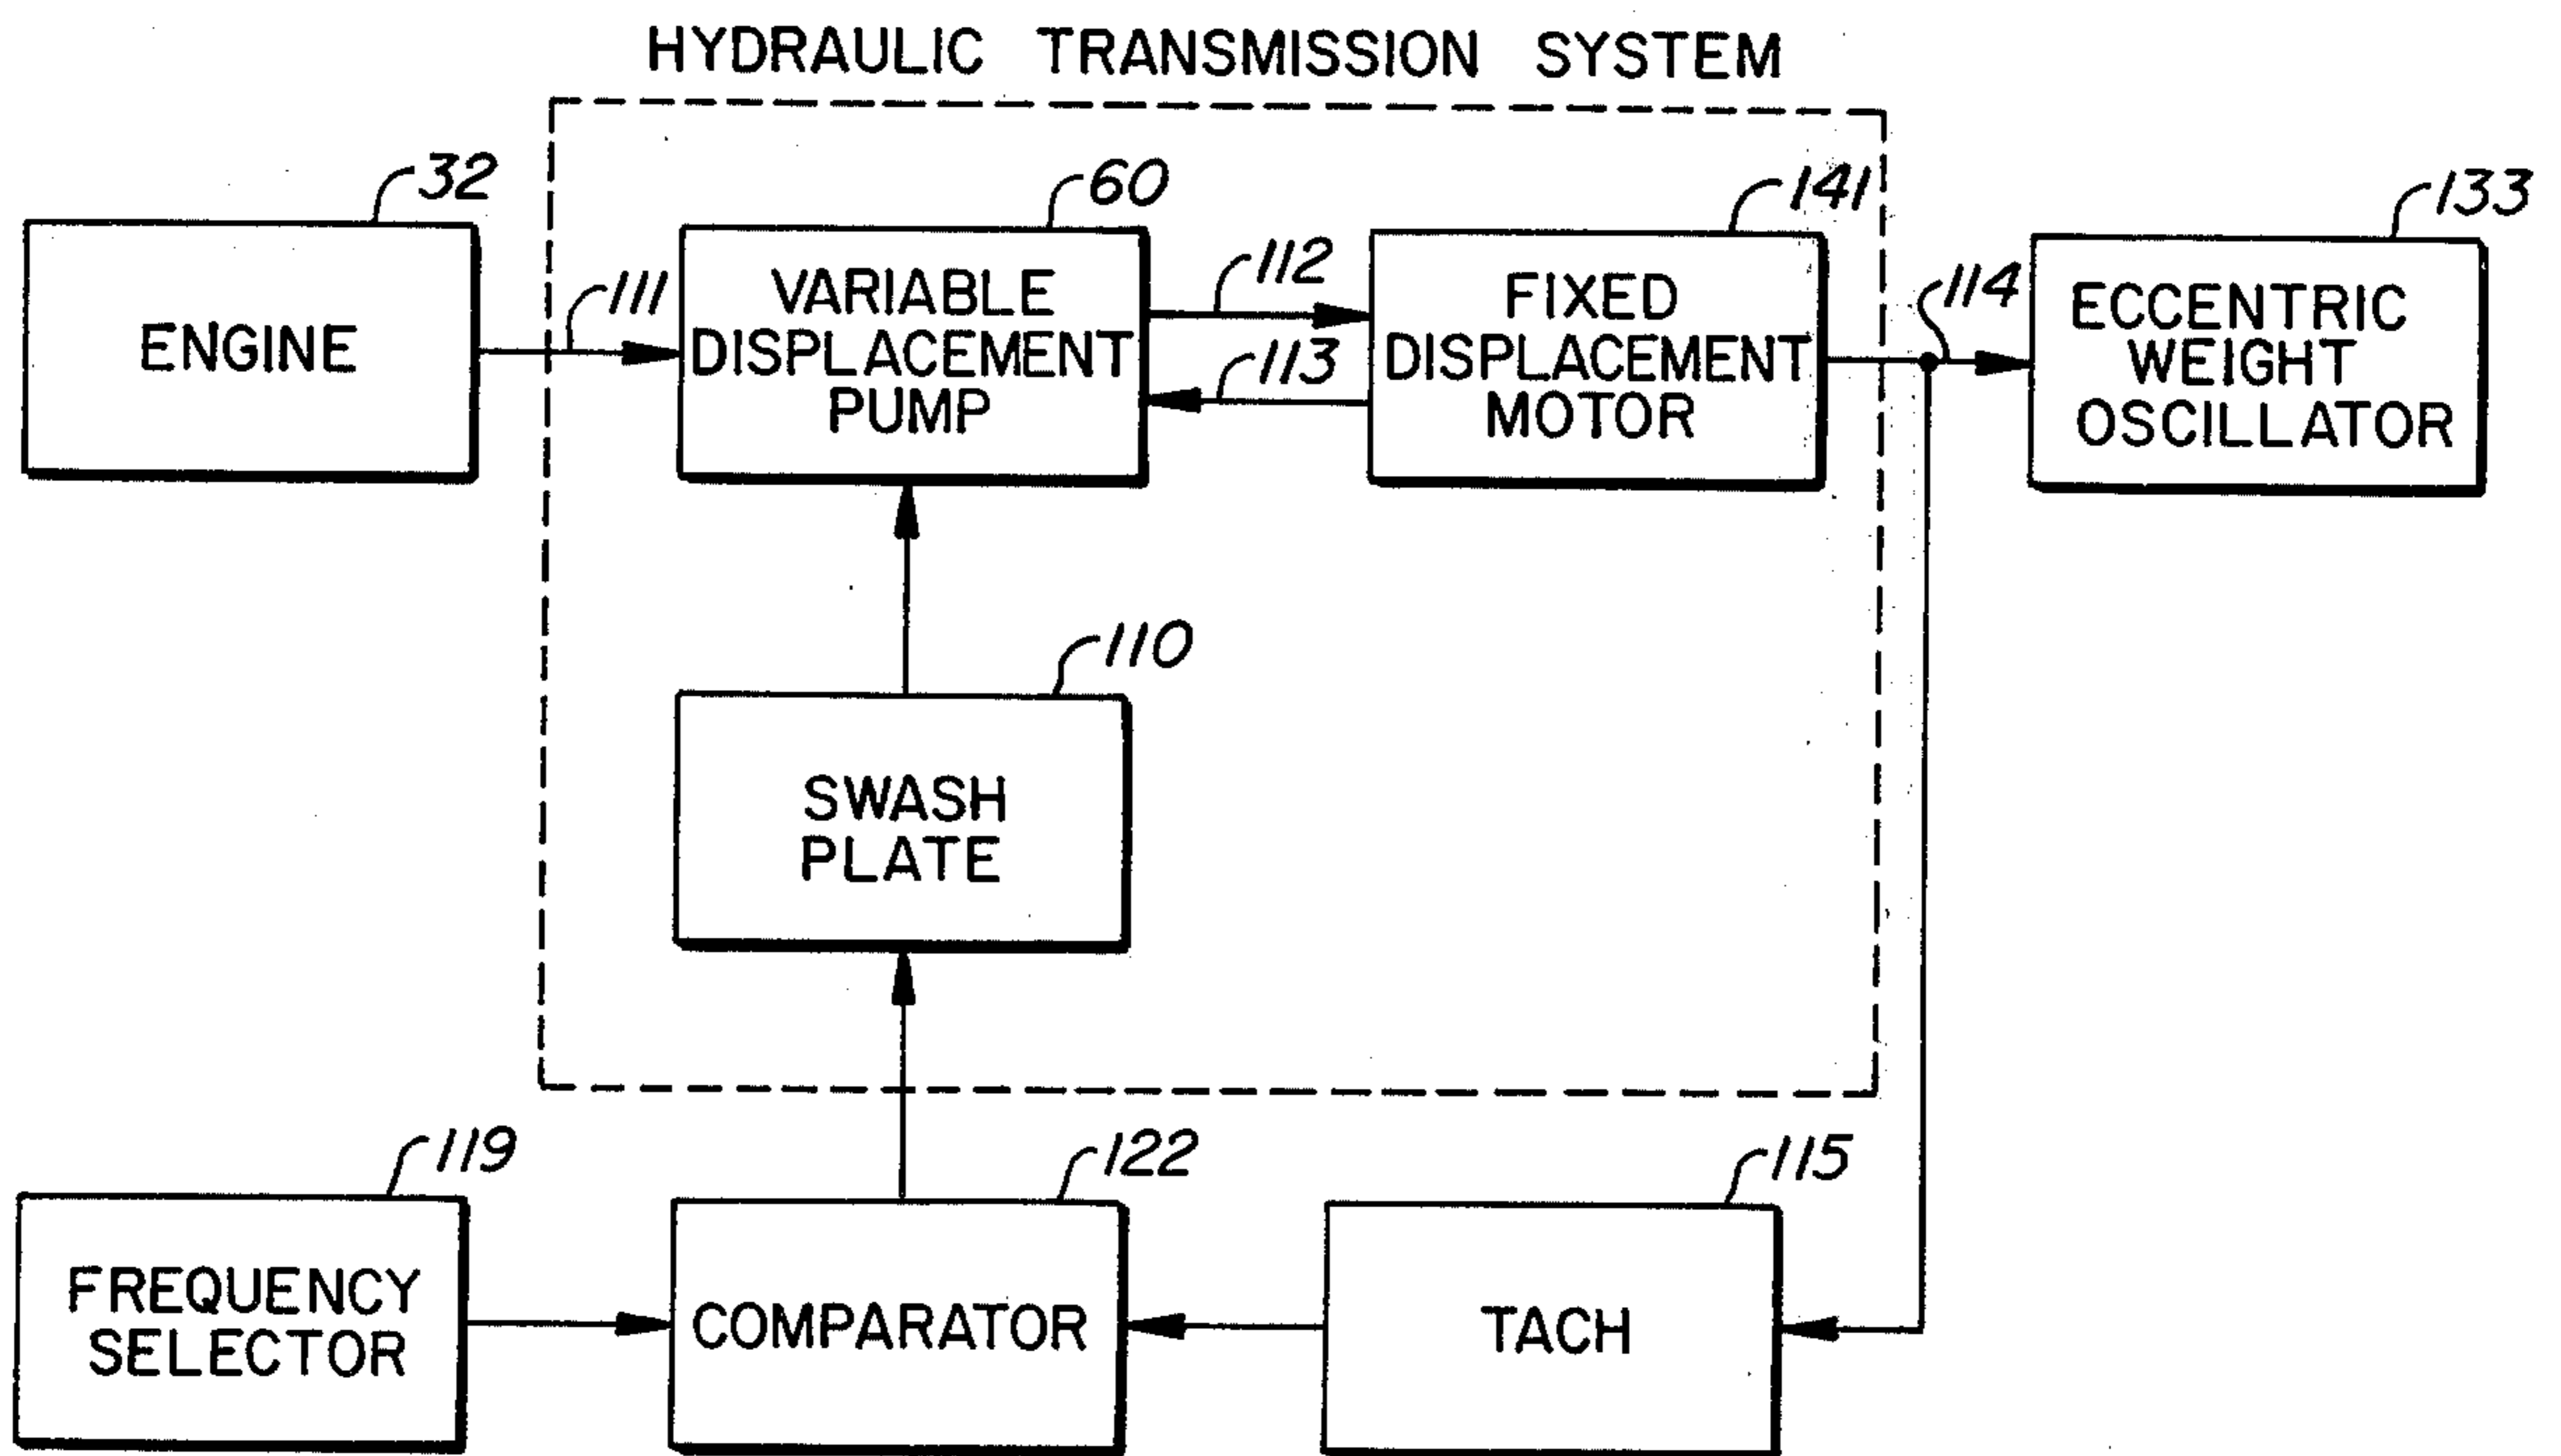 HYDRAULIC TRANSMISSION SYSTEM
32
60
141
133
ENGINE
111
VARIABLE
DISPLACEMENT
PUMP
112
113
FIXED
DISPLACEMENT
MOTOR
114
ECCENTRIC
WEIGHT
OSCILLATOR
110
SWASH
PLATE
119
122
115
FREQUENCY
SELECTOR
COMPARATOR
TACH